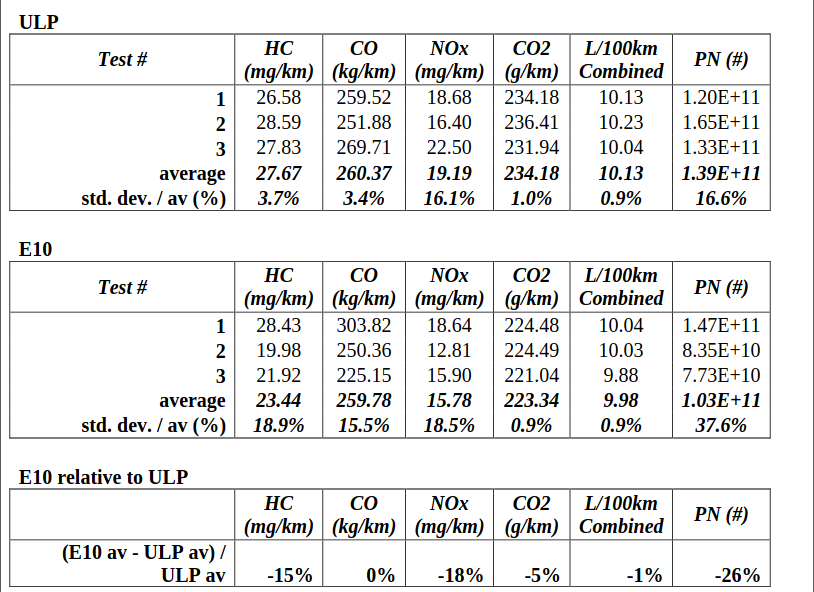 ULP
Test # HC (mg/km) CO (kg/km) NOx (mg/km) CO2 (g/km) L/100km Combined PN (#)
1 26.58 259.52 18.68 234.18 10.13 1.20E+11
2 28.59 251.88 16.40 236.41 10.23 1.65E+11
3 27.83 269.71 22.50 231.94 10.04 1.33E+11
average 27.67 260.37 19.19 234.18 10.13 1.39E+11
std. dev. / av (%) 3.7% 3.4% 16.1% 1.0% 0.9% 16.6%
E10
Test # HC (mg/km) CO (kg/km) NOx (mg/km) CO2 (g/km) L/100km Combined PN (#)
1 28.43 303.82 18.64 224.48 10.04 1.47E+11
2 19.98 250.36 12.81 224.49 10.03 8.35E+10
3 21.92 225.15 15.90 221.04 9.88 7.73E+10
average 23.44 259.78 15.78 223.34 9.98 1.03E+11
std. dev. / av (%) 18.9% 15.5% 18.5% 0.9% 0.9% 37.6%
E10 relative to ULP
HC (mg/km) CO (kg/km) NOx (mg/km) CO2 (g/km) L/100km Combined PN (#)
(E10 av - ULP av) /
ULP av -15% 0% -18% -5% -1% -26%